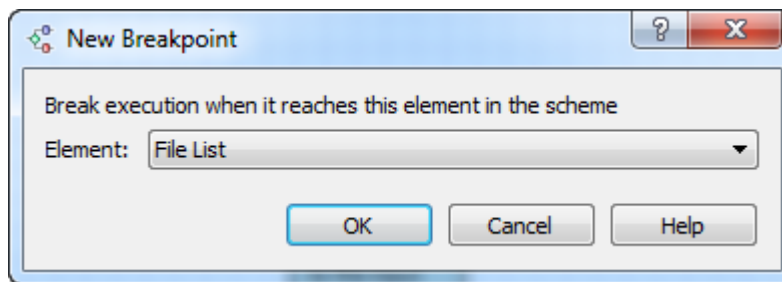 New Breakpoint
Break execution when it reaches this element in the scheme
Element: File List
OK Cancel Help